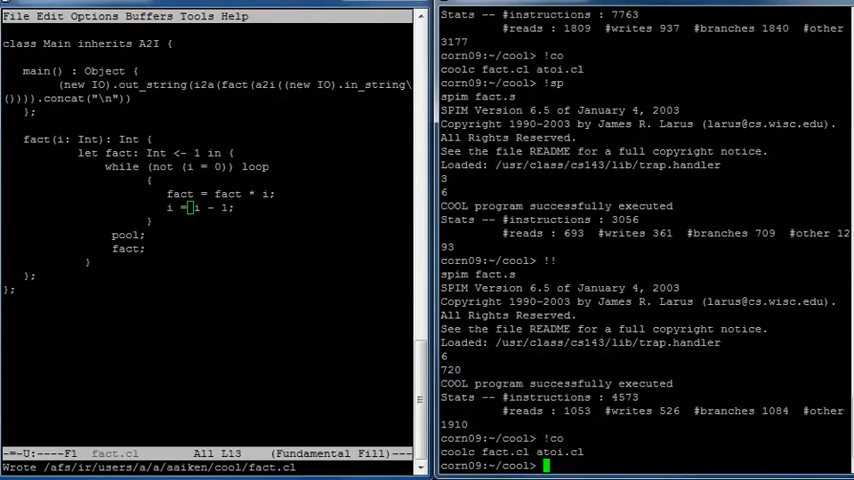 File Edit Options Buffers Tools Help
class Main inherits A2I {
main() : Object {
(new IO).out_string(i2a(fact(a2i((new IO).in_string\
()))).concat("\n"))
};
fact(i: Int): Int {
let fact: Int <- 1 in {
while (not (i = 0)) loop
{
fact = fact * i;
i = i - 1;
}
pool;
fact;
}
};
};
-=-U:----F1 fact.cl All L13 (Fundamental Fill)----
Wrote /afs/ir/users/a/a/aaiken/cool/fact.cl
Stats -- #instructions : 7763
#reads : 1809 #writes 937 #branches 1840 #other
3177
corn09:~/cool> !co
coolc fact.cl atoi.cl
corn09:~/cool> !sp
spim fact.s
SPIM Version 6.5 of January 4, 2003
Copyright 1990-2003 by James R. Larus (larus@cs.wisc.edu).
All Rights Reserved.
See the file README for a full copyright notice.
Loaded: /usr/class/cs143/lib/trap.handler
3
6
COOL program successfully executed
Stats -- #instructions : 3056
#reads : 693 #writes 361 #branches 709 #other 12
93
corn09:~/cool> !!
spim fact.s
SPIM Version 6.5 of January 4, 2003
Copyright 1990-2003 by James R. Larus (larus@cs.wisc.edu).
All Rights Reserved.
See the file README for a full copyright notice.
Loaded: /usr/class/cs143/lib/trap.handler
6
720
COOL program successfully executed
Stats -- #instructions : 4573
#reads : 1053 #writes 526 #branches 1084 #other
1910
corn09:~/cool> !co
coolc fact.cl atoi.cl
corn09:~/cool>